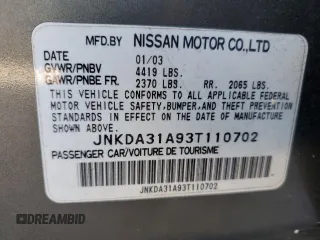 MFD.BY NISSAN MOTOR CO.,LTD
DATE 01/03
GVWR/PNBV 4419 LBS.
GAWR/PNBE FR. 2370 LBS. RR. 2065 LBS.
THIS VEHICLE CONFORMS TO ALL APPLICABLE
FEDERAL MOTOR VEHICLE SAFETY,BUMPER,AND THEFT PREVENTION
STANDARDS IN EFFECT ON THE DATE OF MANUFACTURE SHOWN
ABOVE.
JNKDA31A93T110702
PASSENGER CAR/VOITURE DE TOURISME
JNKDA31A93T110702
DREAMBID